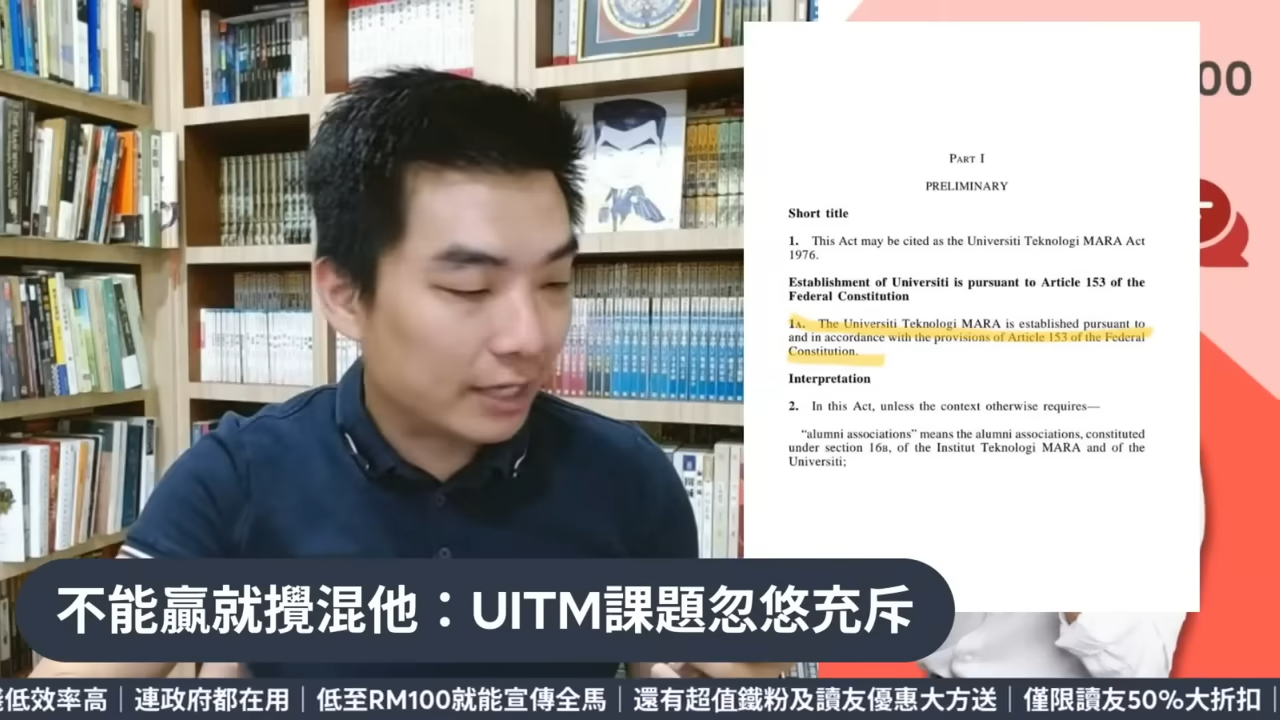 00
PART I
PRELIMINARY
Short title
1. This Act may be cited as the Universiti Teknologi MARA Act
1976.
Establishment of Universiti is pursuant to Article 153 of the
Federal Constitution
1A. The Universiti Teknologi MARA is established pursuant to
and in accordance with the provisions of Article 153 of the Federal
Constitution.
Interpretation
2. In this Act, unless the context otherwise requires—
“alumni associations” means the alumni associations, constituted
under section 16B, of the Institut Teknologi MARA and of the
Universiti;
不能贏就攪混他：UITM課題忽悠充斥
低效率高｜連政府都在用｜低至RM100就能宣傳全馬｜還有超值鐵粉及讀友優惠大方送｜僅限讀友50%大折扣｜